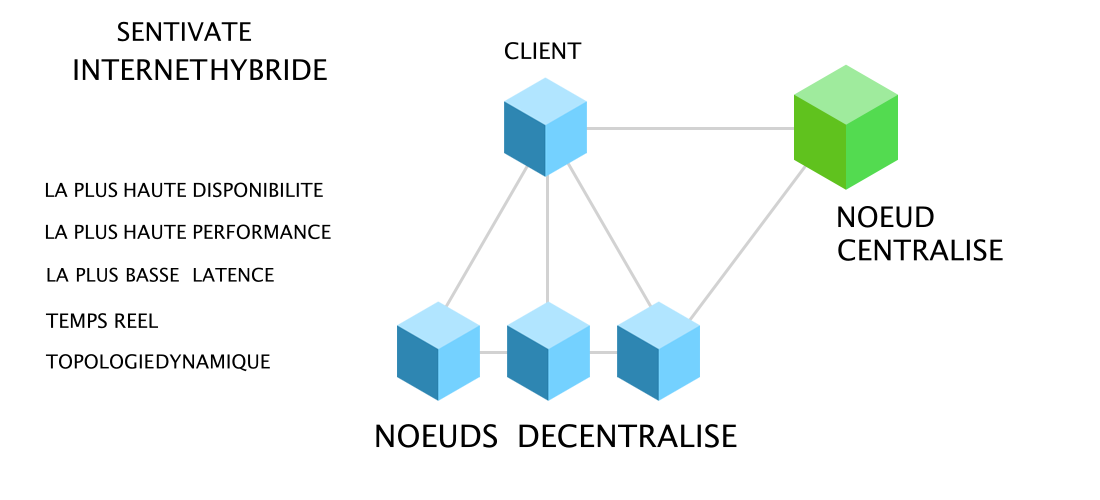 SENTIVATE
INTERNETHYBRIDE
CLIENT
LA PLUS HAUTE DISPONIBILITE
LA PLUS HAUTE PERFORMANCE
LA PLUS BASSE LATENCE
TEMPS REEL
TOPOLOGIEDYNAMIQUE
NOEUD
CENTRALISE
NOEUDS DECENTRALISE